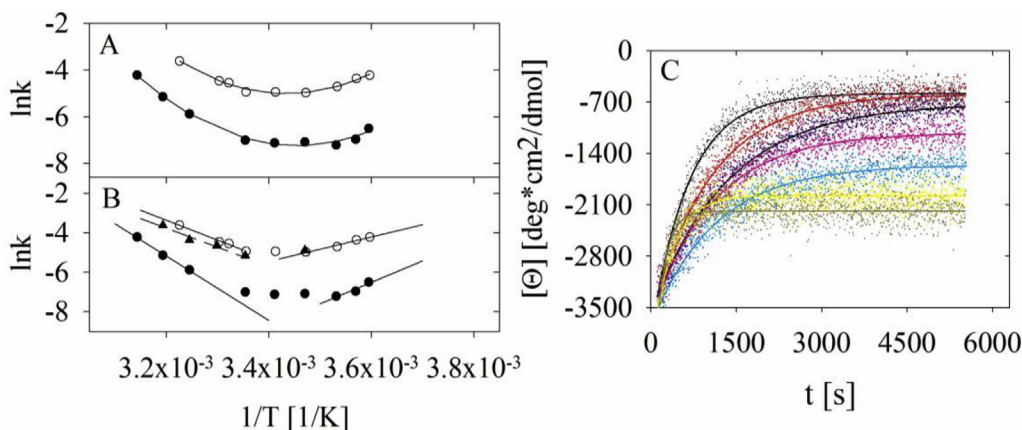 -2
A
-4
lnk
-6
-8
-2
B
-4
lnk
-6
-8
3.2x10-3 3.4x10-3 3.6x10-3 3.8x10-3
1/T [1/K]
0
C
-700
-1400
-2100
-2800
-3500
[Θ] [deg*cm2/dmol]
0 1500 3000 4500 6000
t [s]